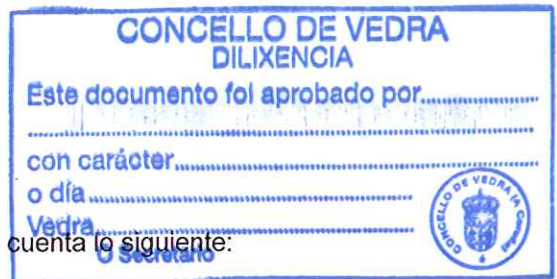 CONCELLO DE VEDRA
DILIXENCIA
Este documento foi aprobado por
con carácter
o día
Vedra,
cuenta lo siguiente:
O Secretario
CONCELLO DE VEDRA (A Coruña)